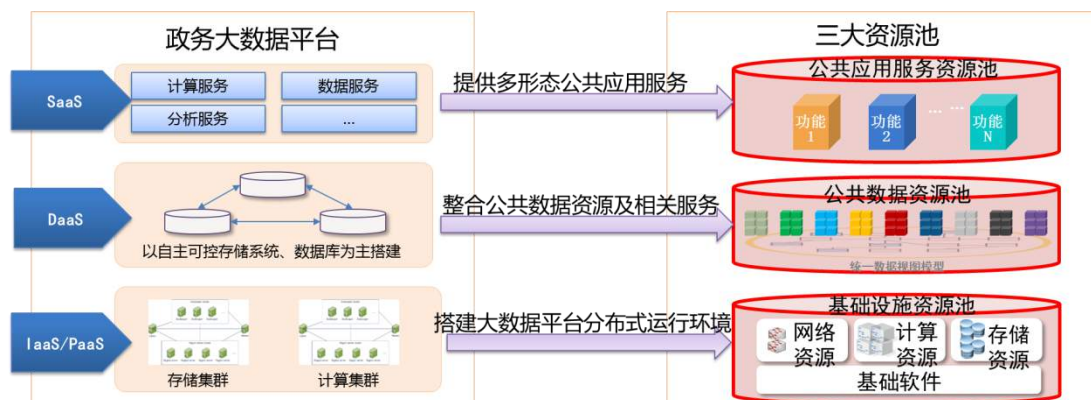 政务大数据平台
三大资源池
SaaS
计算服务
数据服务
分析服务
...
提供多形态公共应用服务
公共应用服务资源池
功能
1
功能
2
... ...
功能
N
DaaS
以自主可控存储系统、数据库为主搭建
整合公共数据资源及相关服务
公共数据资源池
统一数据视图模型
IaaS/PaaS
存储集群
计算集群
搭建大数据平台分布式运行环境
基础设施资源池
网络
资源
计算
资源
存储
资源
基础软件